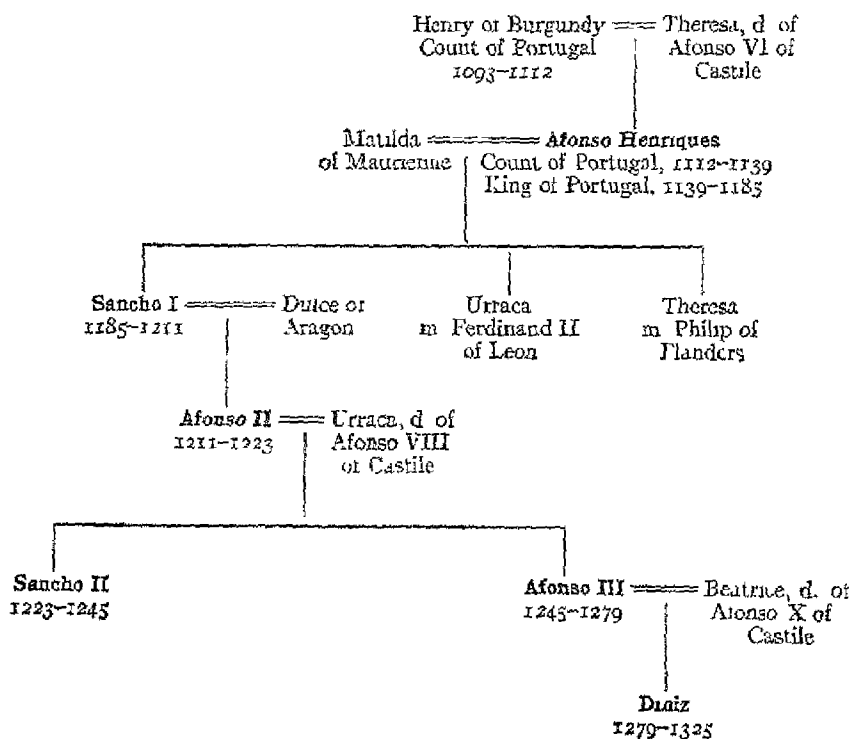 Henry of Burgundy
Count of Portugal
1093–1112
Theresa, d of
Afonso VI of
Castile
Matilda
of Maurienne
Afonso Henriques
Count of Portugal, 1112–1139
King of Portugal, 1139–1185
Sancho I
1185–1211
Dulce of
Aragon
Urraca
m Ferdinand II
of Leon
Theresa
m Philip of
Flanders
Afonso II
1211–1223
Urraca, d of
Afonso VIII
of Castile
Sancho II
1223–1245
Afonso III
1245–1279
Beatrice, d. of
Afonso X of
Castile
Diniz
1279–1325